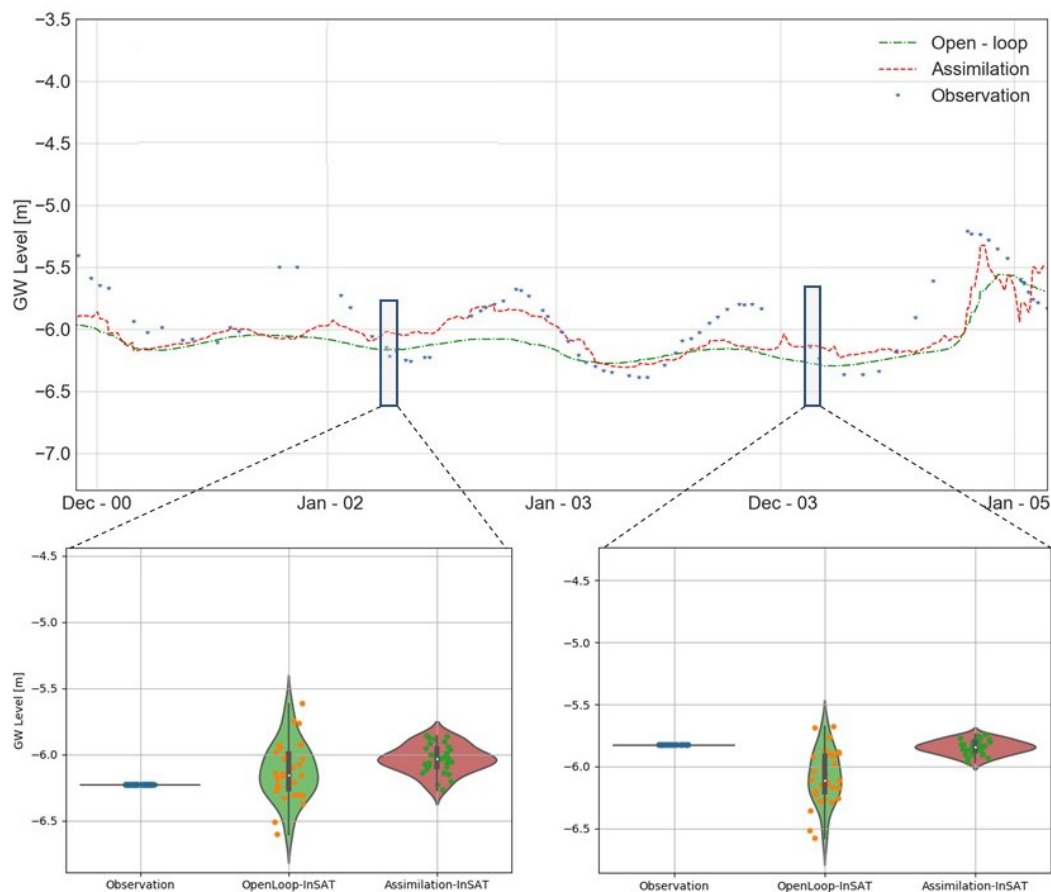 −3.5
Open - loop
−4.0
Assimilation
Observation
−4.5
−5.0
GW Level [m]
−5.5
−6.0
−6.5
−7.0
Dec - 00 Jan - 02 Jan - 03 Dec - 03 Jan - 05
−4.5
−5.0
−5.5
−6.0
−6.5
GW Level [m]
Observation OpenLoop-InSAT Assimilation-InSAT
−4.5
−5.0
−5.5
−6.0
−6.5
Observation OpenLoop-InSAT Assimilation-InSAT